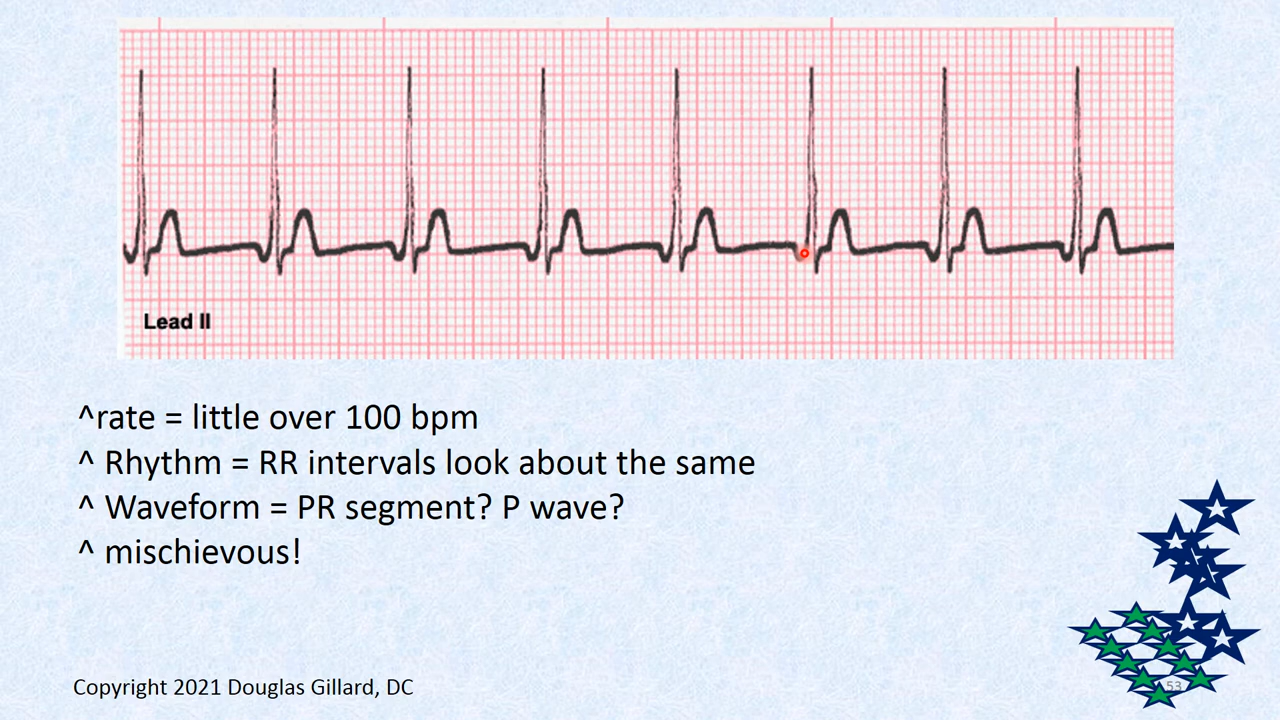 Lead II
^rate = little over 100 bpm
^ Rhythm = RR intervals look about the same
^ Waveform = PR segment? P wave?
^ mischievous!
Copyright 2021 Douglas Gillard, DC
53